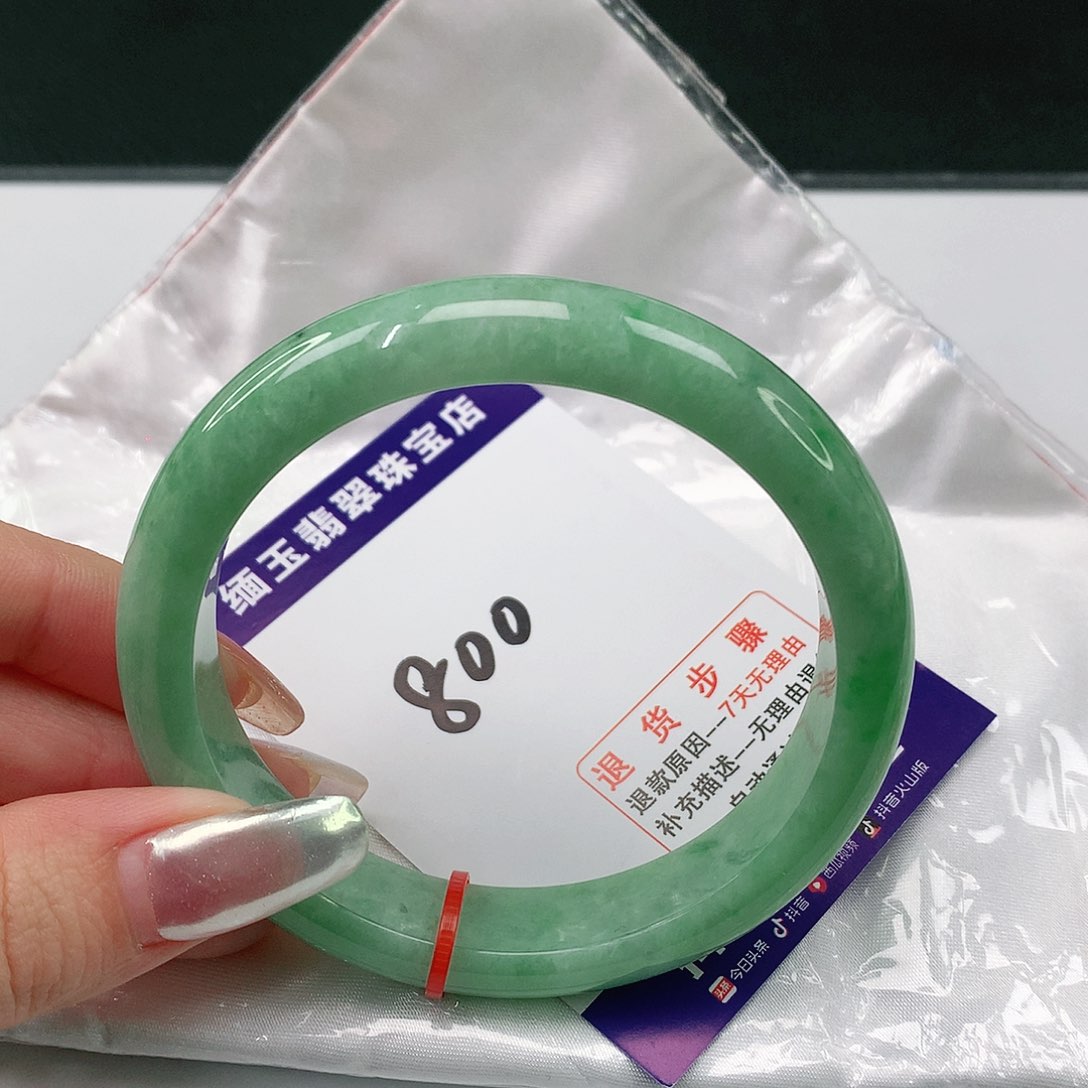 缅玉翡翠珠宝店
800
退货步骤
退款原因--7天无理由
补充描述--无理由退
今日头条 抖音 西瓜视频 抖音火山版
头条